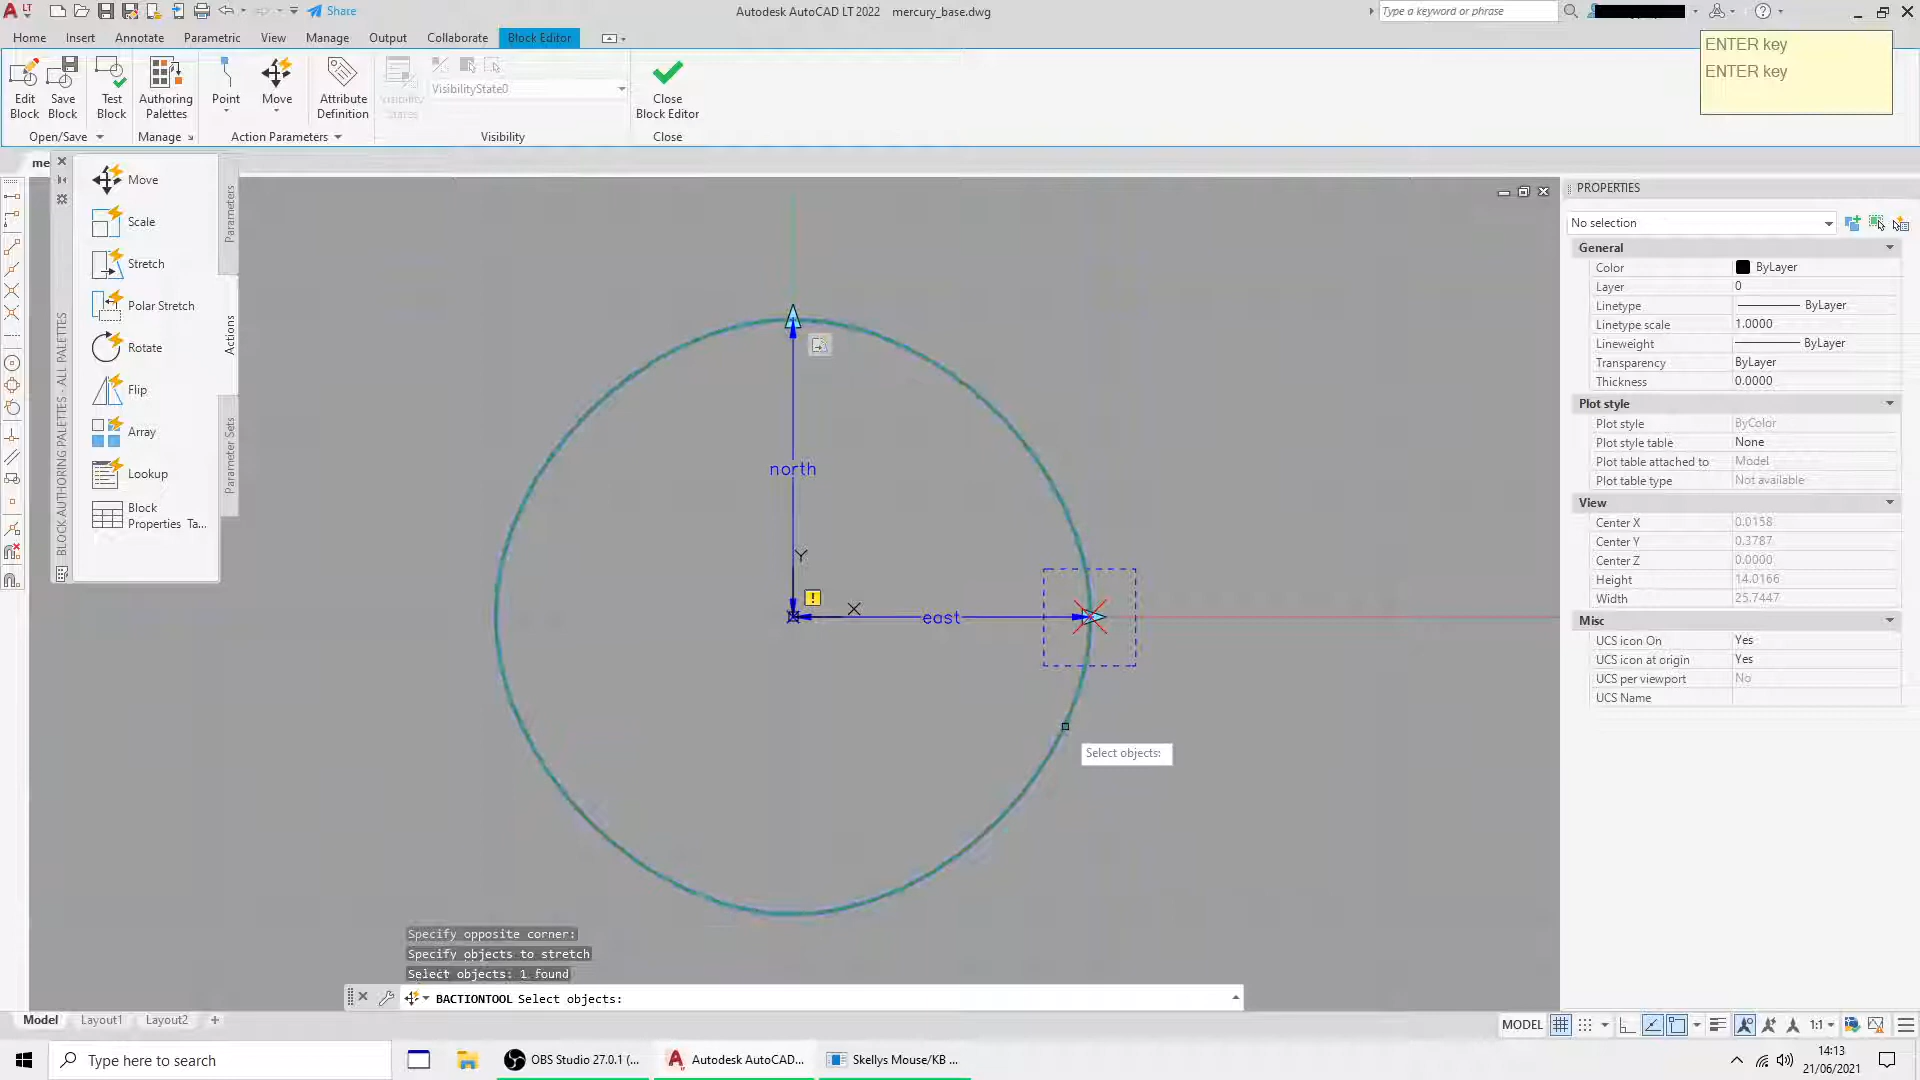 LT
Share
Autodesk AutoCAD LT 2022 mercury_base.dwg
Type a keyword or phrase
ENTER key
ENTER key
Home Insert Annotate Parametric View Manage Output Collaborate Block Editor
Edit Block
Save Block
Test Block
Authoring Palettes
Point
Move
Attribute Definition
Visibility States
VisibilityState0
Close Block Editor
Open/Save Manage Action Parameters Visibility Close
me
Move
Scale
Stretch
Polar Stretch
Rotate
Flip
Array
Lookup
Block
Properties Ta...
Parameters
Actions
Parameter Sets
BLOCK AUTHORING PALETTES - ALL PALETTES
north
Y
!
X
east
Select objects:
PROPERTIES
No selection
General
Color ByLayer
Layer 0
Linetype ByLayer
Linetype scale 1.0000
Lineweight ByLayer
Transparency ByLayer
Thickness 0.0000
Plot style
Plot style ByColor
Plot style table None
Plot table attached to Model
Plot table type Not available
View
Center X 0.0158
Center Y 0.3787
Center Z 0.0000
Height 14.0166
Width 25.7447
Misc
UCS icon On Yes
UCS icon at origin Yes
UCS per viewport No
UCS Name
Specify opposite corner:
Specify objects to stretch
Select objects: 1 found
BACTIONTOOL Select objects:
Model Layout1 Layout2 +
MODEL 1:1
Type here to search
OBS Studio 27.0.1 (...
Autodesk AutoCAD...
Skellys Mouse/KB ...
14:13
21/06/2021